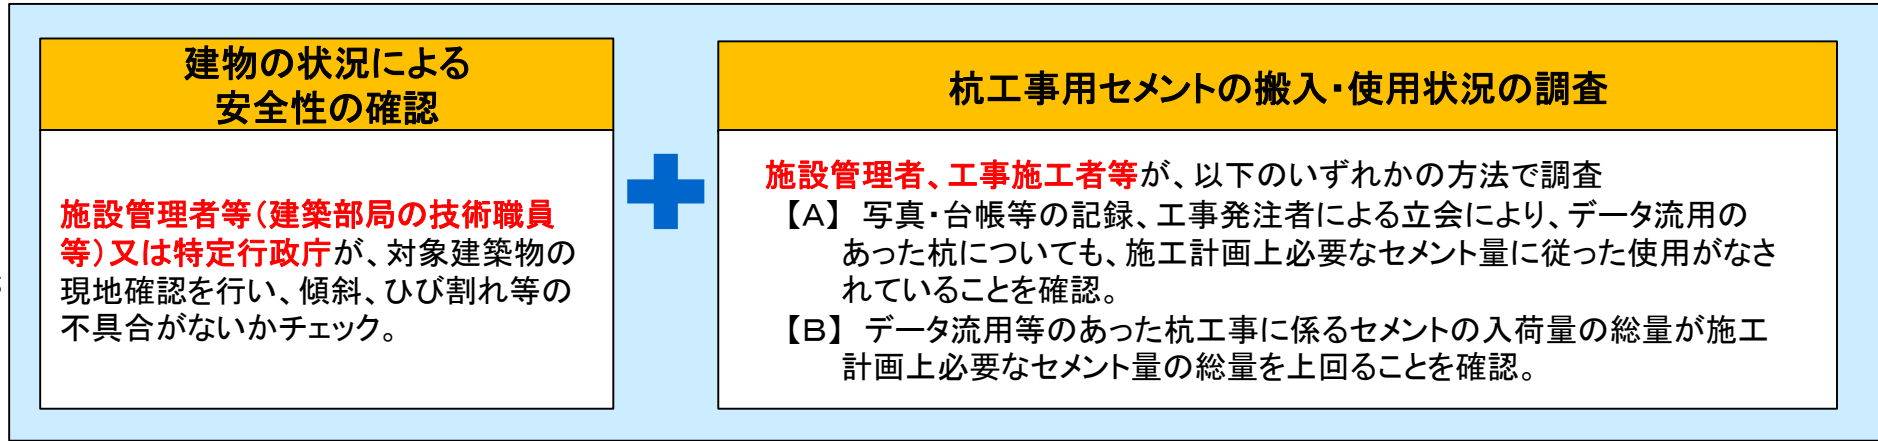 建物の状況による
安全性の確認
施設管理者等(建築部局の技術職員
等)又は特定行政庁が、対象建築物の
現地確認を行い、傾斜、ひび割れ等の
不具合がないかチェック。
杭工事用セメントの搬入・使用状況の調査
施設管理者、工事施工者等が、以下のいずれかの方法で調査
【A】 写真・台帳等の記録、工事発注者による立会により、データ流用の
あった杭についても、施工計画上必要なセメント量に従った使用がなさ
れていることを確認。
【B】 データ流用等のあった杭工事に係るセメントの入荷量の総量が施工
計画上必要なセメント量の総量を上回ることを確認。